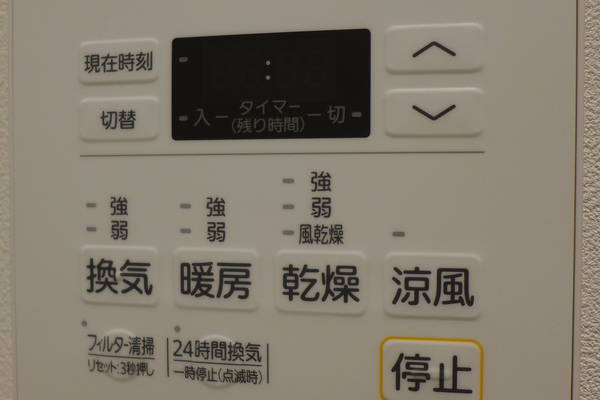 現在時刻
:
切替
入 タイマー 切
(残り時間)
強
弱
強
弱
強
弱
風乾燥
換気
暖房
乾燥
涼風
フィルター清掃
リセット:3秒押し
24時間換気
一時停止(点滅時)
停止